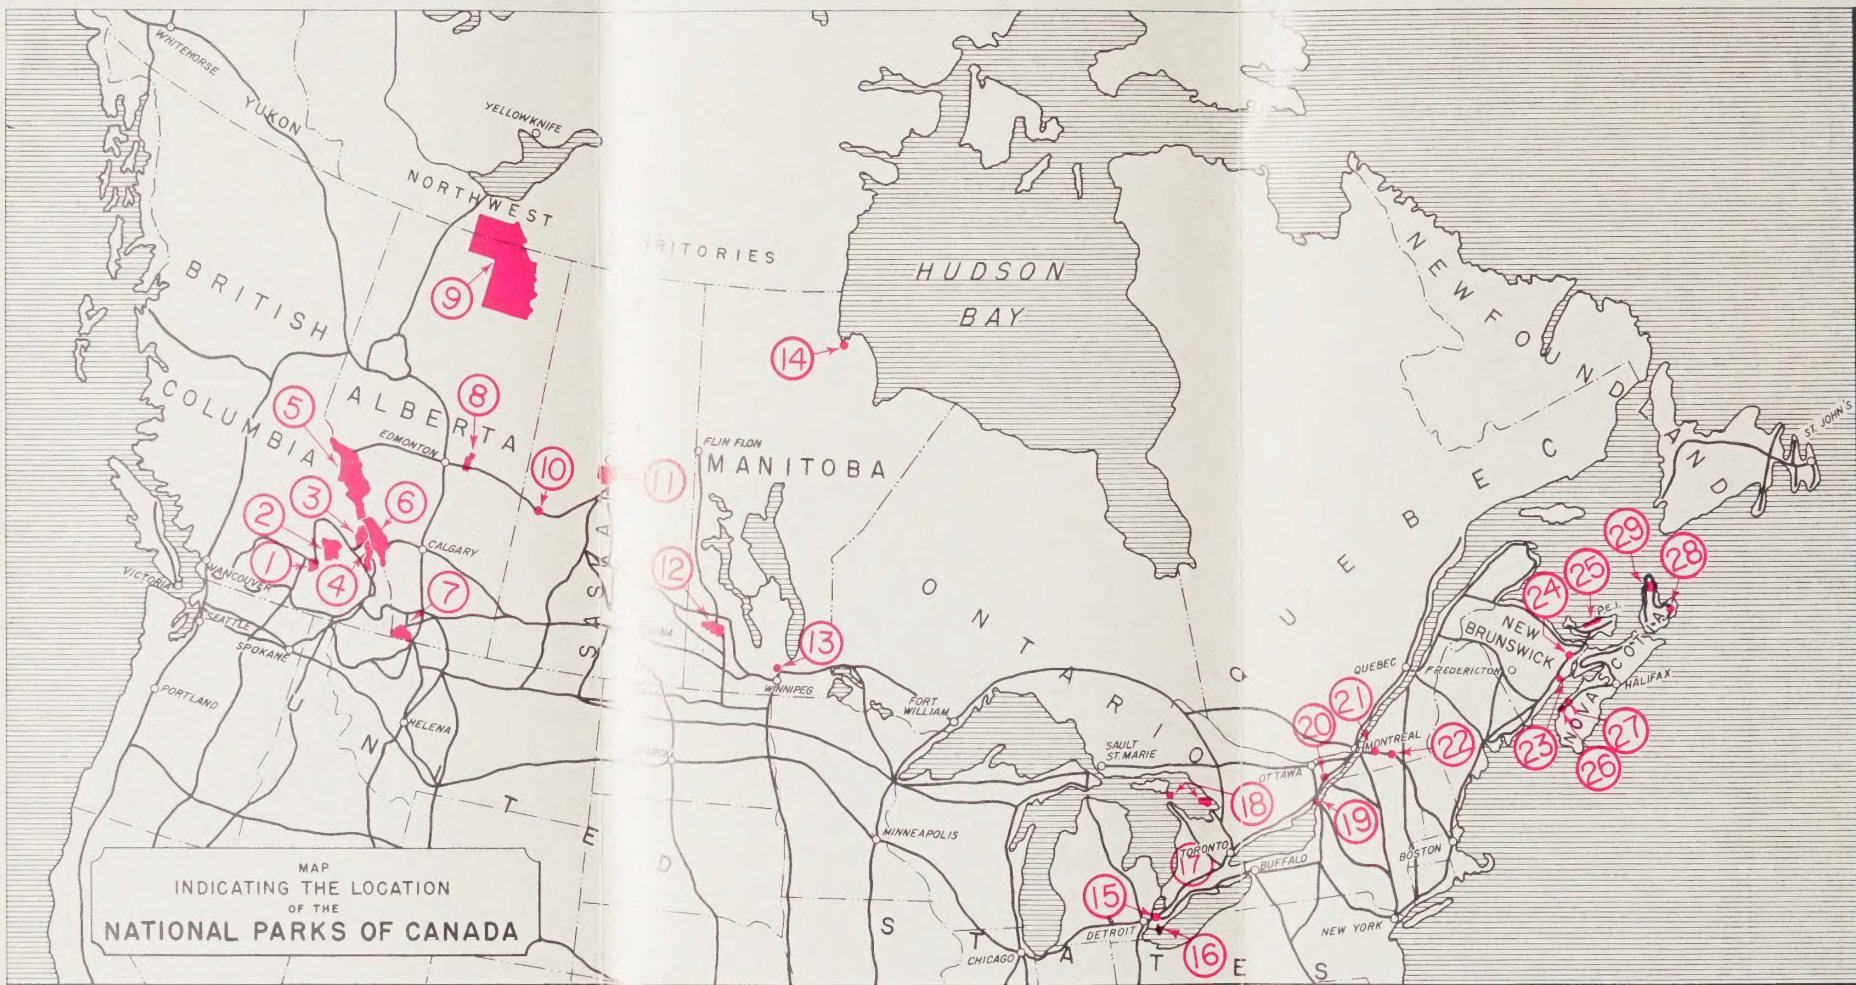 WHITEHORSE
YUKON
YELLOWKNIFE
NORTHWEST
RITORIES
HUDSON
BAY
BRITISH
COLUMBIA
ALBERTA
EDMONTON
CALGARY
VANCOUVER
VICTORIA
SEATTLE
SPOKANE
PORTLAND
HELENA
SASKA
FLIN FLON
MANITOBA
WINNIPEG
FORT
WILLIAM
ONTARIO
SAULT
ST. MARIE
QUEBEC
NEWFOUNDLAND
ST. JOHN'S
QUEBEC
MONTREAL
OTTAWA
TORONTO
BUFFALO
BOSTON
NEW YORK
DETROIT
CHICAGO
MINNEAPOLIS
NEW
BRUNSWICK
FREDERICTON
P.E.I.
NOVA SCOTIA
HALIFAX
UNITED STATES
1
2
3
4
5
6
7
8
9
10
11
12
13
14
15
16
17
18
19
20
21
22
23
24
25
26
27
28
29
MAP
INDICATING THE LOCATION
OF THE
NATIONAL PARKS OF CANADA